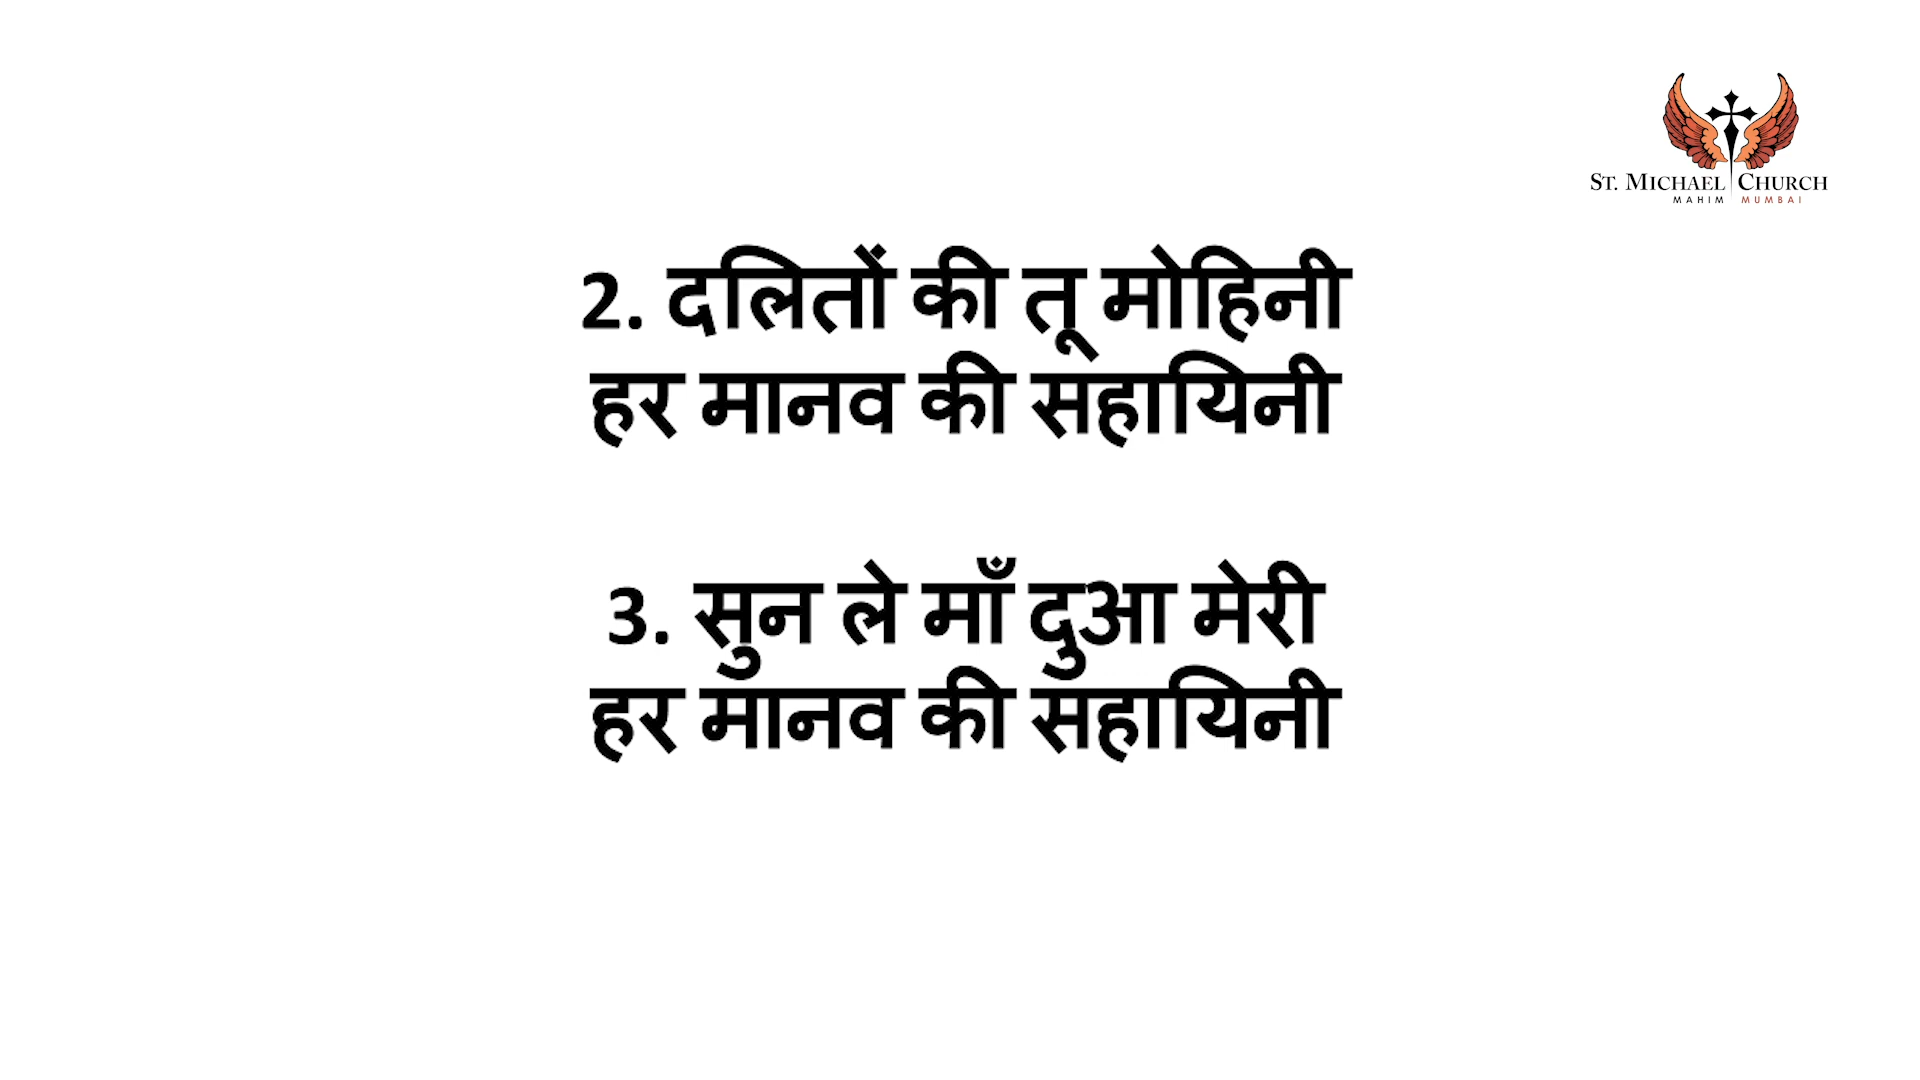 ST. MICHAEL CHURCH
MAHIM MUMBAI
2. दलितों की तू मोहिनी
हर मानव की सहायिनी
3. सुन ले माँ दुआ मेरी
हर मानव की सहायिनी